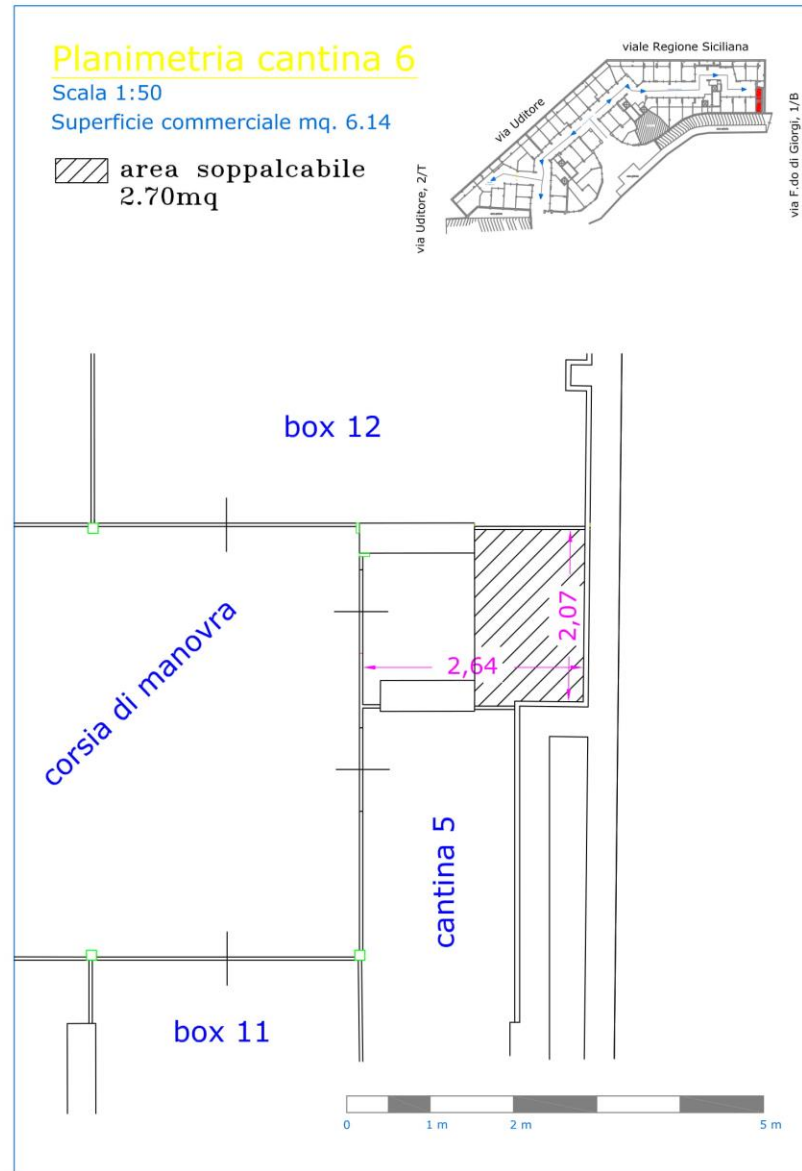 Planimetria cantina 6
Scala 1:50
Superficie commerciale mq. 6.14
area soppalcabile
2.70mq
viale Regione Siciliana
via Uditore
via Uditore, 2/T
via F.do di Giorgi, 1/B
box 12
corsia di manovra
2,07
2,64
cantina 5
box 11
0 1 m 2 m 5 m